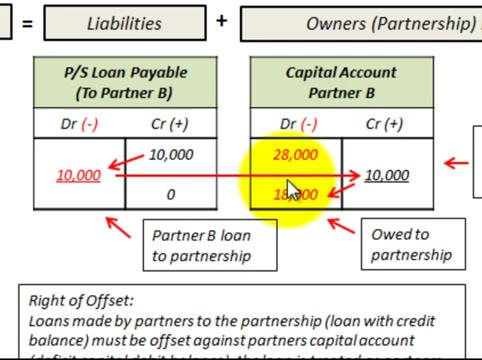 = Liabilities + Owners (Partnership)
P/S Loan Payable
(To Partner B)
Capital Account
Partner B
Dr (-) Cr (+) Dr (-) Cr (+)
10,000 28,000
10,000 10,000
0 18,000
Partner B loan
to partnership
Owed to
partnership
Right of Offset:
Loans made by partners to the partnership (loan with credit
balance) must be offset against partners capital account